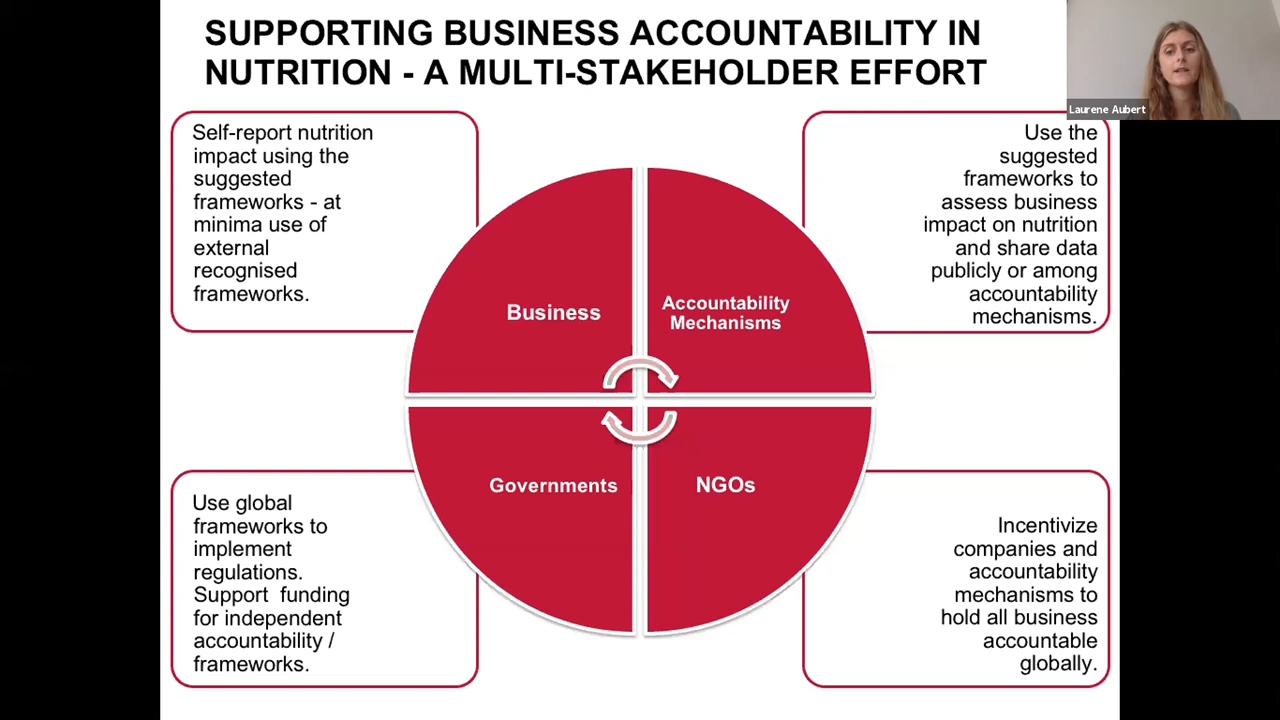 SUPPORTING BUSINESS ACCOUNTABILITY IN
NUTRITION - A MULTI-STAKEHOLDER EFFORT
Laurene Aubert
Self-report nutrition
impact using the
suggested
frameworks - at
minima use of
external
recognised
frameworks.
Use the
suggested
frameworks to
assess business
impact on nutrition
and share data
publicly or among
accountability
mechanisms.
Business
Accountability
Mechanisms
Governments
NGOs
Use global
frameworks to
implement
regulations.
Support  funding
for independent
accountability /
frameworks.
Incentivize
companies and
accountability
mechanisms to
hold all business
accountable
globally.